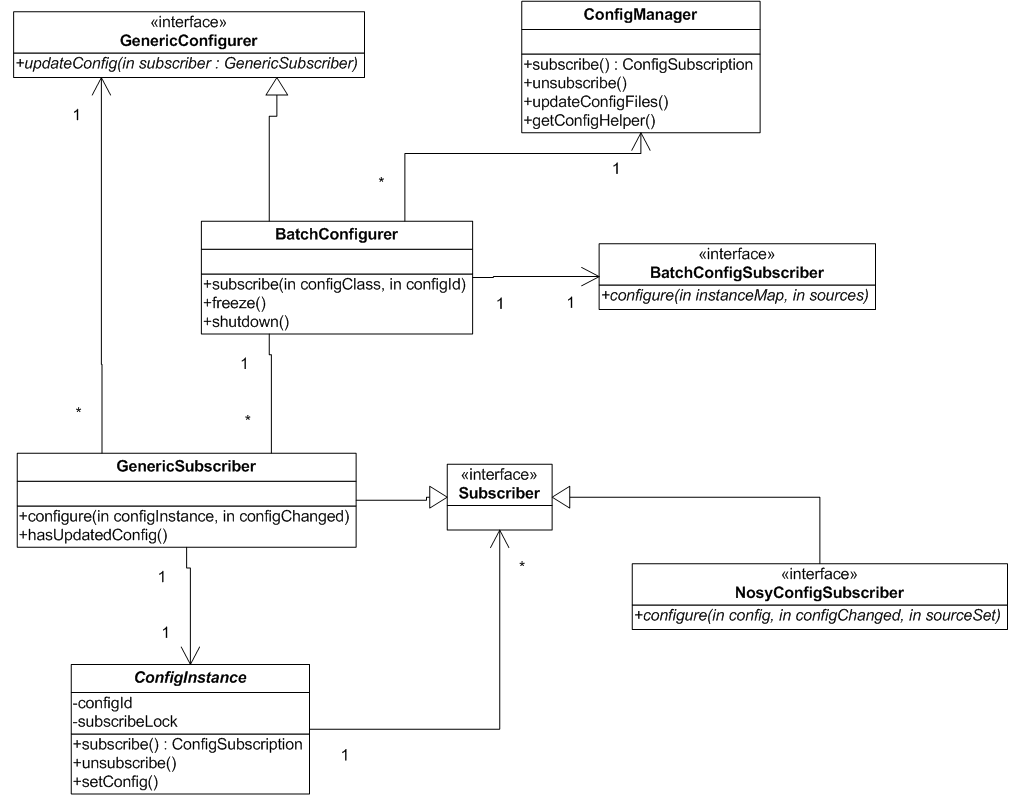 «interface»
GenericConfigurer
+updateConfig(in subscriber : GenericSubscriber)
ConfigManager
+subscribe() : ConfigSubscription
+unsubscribe()
+updateConfigFiles()
+getConfigHelper()
1
1
*
BatchConfigurer
+subscribe(in configClass, in configId)
+freeze()
+shutdown()
«interface»
BatchConfigSubscriber
+configure(in instanceMap, in sources)
1
1
1
*
*
GenericSubscriber
+configure(in configInstance, in configChanged)
+hasUpdatedConfig()
«interface»
Subscriber
*
«interface»
NosyConfigSubscriber
+configure(in config, in configChanged, in sourceSet)
1
1
ConfigInstance
-configId
-subscribeLock
+subscribe() : ConfigSubscription
+unsubscribe()
+setConfig()
1